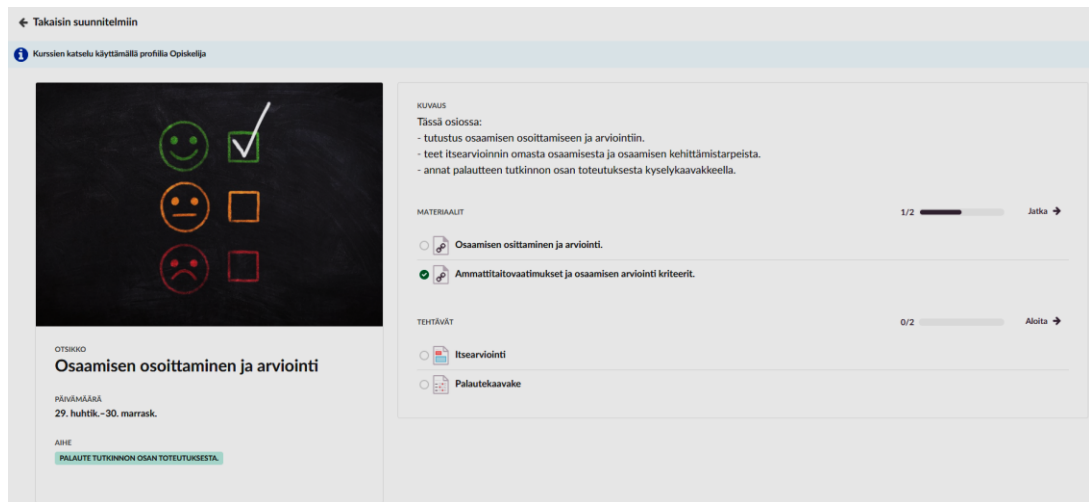 Takaisin suunnitelmiin
Kurssien katselu käyttämällä profiilia Opiskelija
OTSIKKO
Osaamisen osoittaminen ja arviointi
PÄIVÄMÄÄRÄ
29. huhtik.–30. marrask.
AIHE
PALAUTE TUTKINNON OSAN TOTEUTUKSESTA.
KUVAUS
Tässä osiossa:
- tutustus osaamisen osoittamiseen ja arviointiin.
- teet itsearvioinnin omasta osaamisesta ja osaamisen kehittämistarpeista.
- annat palautteen tutkinnon osan toteutuksesta kyselykaavakkeella.
MATERIAALIT 1/2 Jatka
Osaamisen osittaminen ja arviointi.
Ammattitaitovaatimukset ja osaamisen arviointi kriteerit.
TEHTÄVÄT 0/2 Aloita
Itsearviointi
Palautekaavake